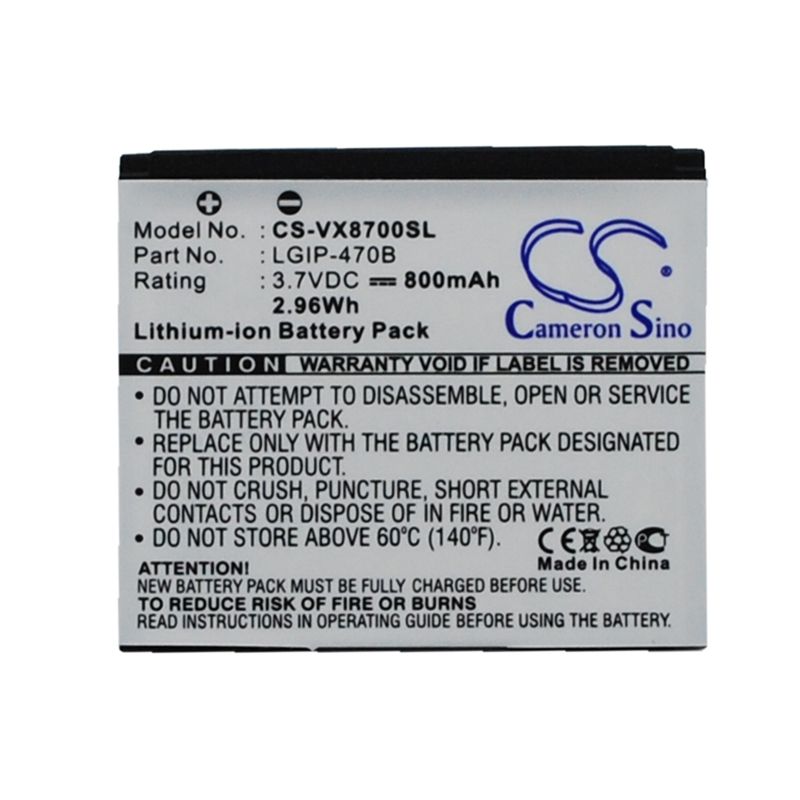 Model No. : CS-VX8700SL
Part No. : LGIP-470B
Rating : 3.7VDC 800mAh
2.96Wh
Lithium-ion Battery Pack
CS
Cameron Sino
CAUTION WARRANTY VOID IF LABEL IS REMOVED
• DO NOT ATTEMPT TO DISASSEMBLE, OPEN OR SERVICE
THE BATTERY PACK.
• REPLACE ONLY WITH THE BATTERY PACK DESIGNATED
FOR THIS EQUIPMENT.
• DO NOT CRUSH, PUNCTURE, SHORT EXTERNAL
CONTACTS OR DISPOSE OF IN FIRE OR WATER.
• DO NOT STORE ABOVE 60°C (140°F).
CE
Made In China
ATTENTION!
NEW BATTERY PACK MUST BE FULLY CHARGED BEFORE USE
TO REDUCE RISK OF FIRE OR BURNS
READ INSTRUCTIONS IN OPERATING GUIDE BEFORE USING BATTERY